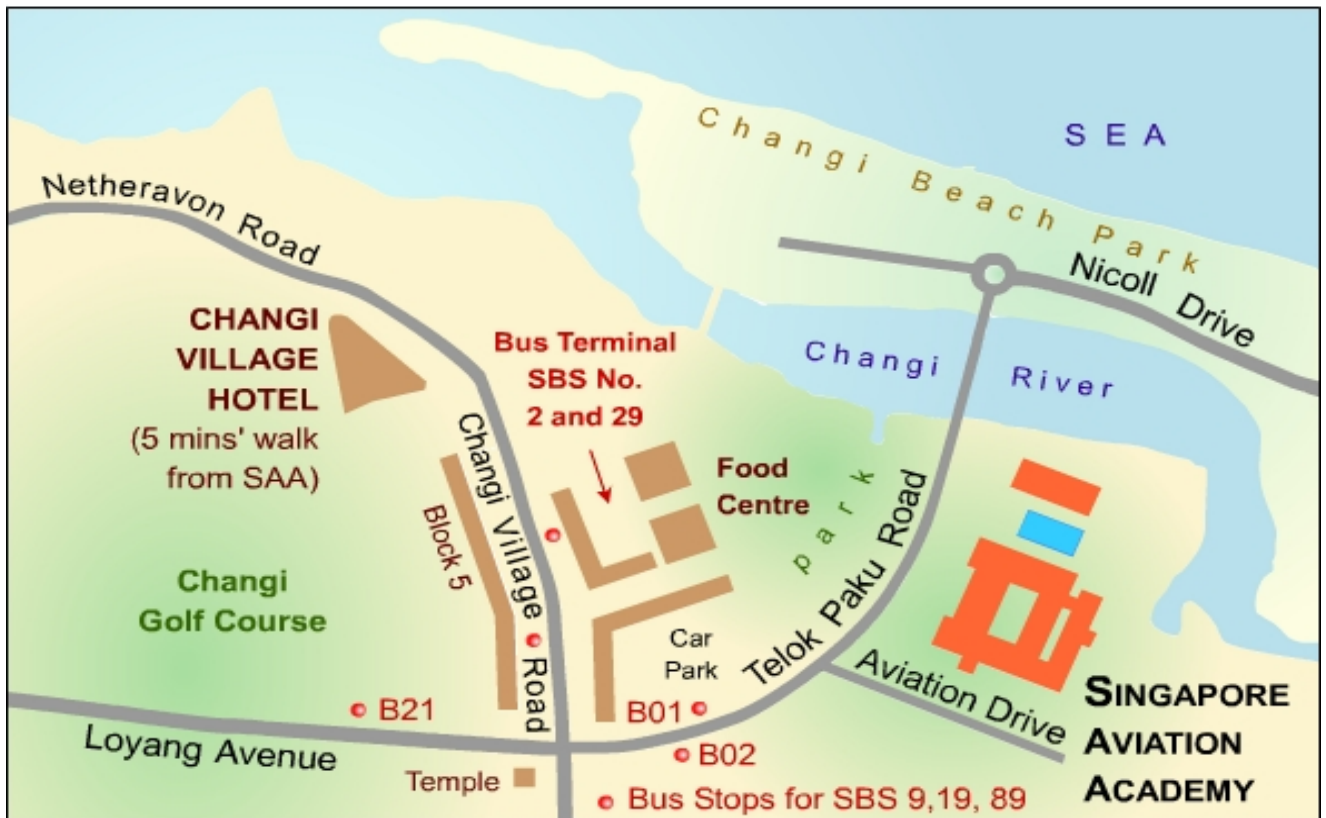 SEA
Changi Beach Park
Netheravon Road
Nicoll Drive
CHANGI
VILLAGE
HOTEL
(5 mins' walk
from SAA)
Bus Terminal
SBS No.
2 and 29
Changi River
Food
Centre
park
Changi Village Road
Block 5
Telok Paku Road
Changi
Golf Course
Car
Park
Aviation Drive
SINGAPORE
AVIATION
ACADEMY
B21
B01
Loyang Avenue
B02
Temple
Bus Stops for SBS 9,19, 89